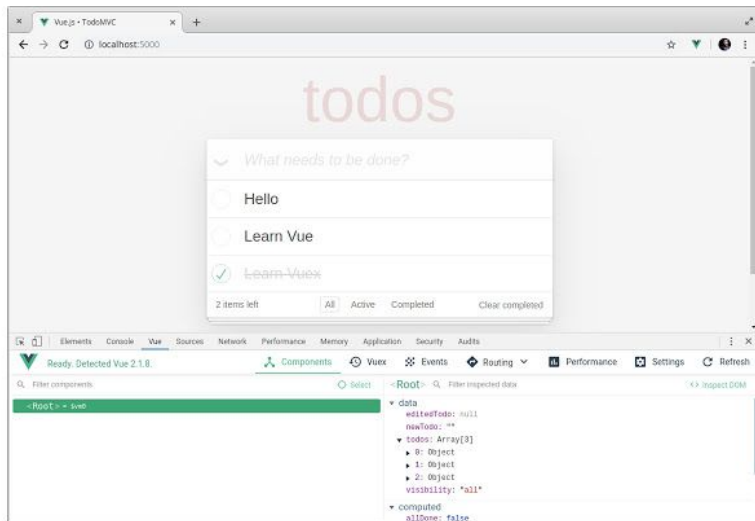 Vue.js • TodoMVC
localhost:5000
todos
What needs to be done?
Hello
Learn Vue
Learn Vuex
2 items left All Active Completed Clear completed
Elements Console Vue Sources Network Performance Memory Application Security Audits
Ready. Detected Vue 2.1.8. Components Vuex Events Routing Performance Settings Refresh
Filter components Select <Root> Filter inspected data <> Inspect DOM
<Root> = $vm0
data
editedTodo: null
newTodo: ""
todos: Array[3]
0: Object
1: Object
2: Object
visibility: "all"
computed
allDone: false